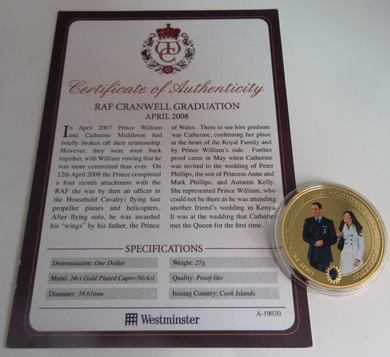 Certificate of Authenticity
RAF CRANWELL GRADUATION
APRIL 2008
In April 2007 Prince William
and Catherine Middleton had
briefly broken off their relationship.
However, they were soon back
together, with William vowing that he
was more committed than ever. On
12th April 2008 the Prince completed
a four month attachment with the
RAF (he was by then an officer in
the Household Cavalry) flying fast
propeller planes and helicopters.
After flying solo, he was awarded
his "wings" by his father, the Prince
of Wales. There to see him graduate
was Catherine, confirming her place
at the heart of the Royal Family and
by Prince William's side. Further
proof came in May when Catherine
was invited to the wedding of Peter
Phillips, the son of Princess Anne and
Mark Phillips, and Autumn Kelly.
She represented Prince William, who
could not be there as he was attending
another friend's wedding in Kenya.
It was at the wedding that Catherine
met the Queen for the first time.
SPECIFICATIONS
Denomination: One Dollar
Weight: 27g
Metal: 24ct Gold Plated Cupro-Nickel
Quality: Proof-like
Diameter: 38.61mm
Issuing Country: Cook Islands
Westminster
A-19030